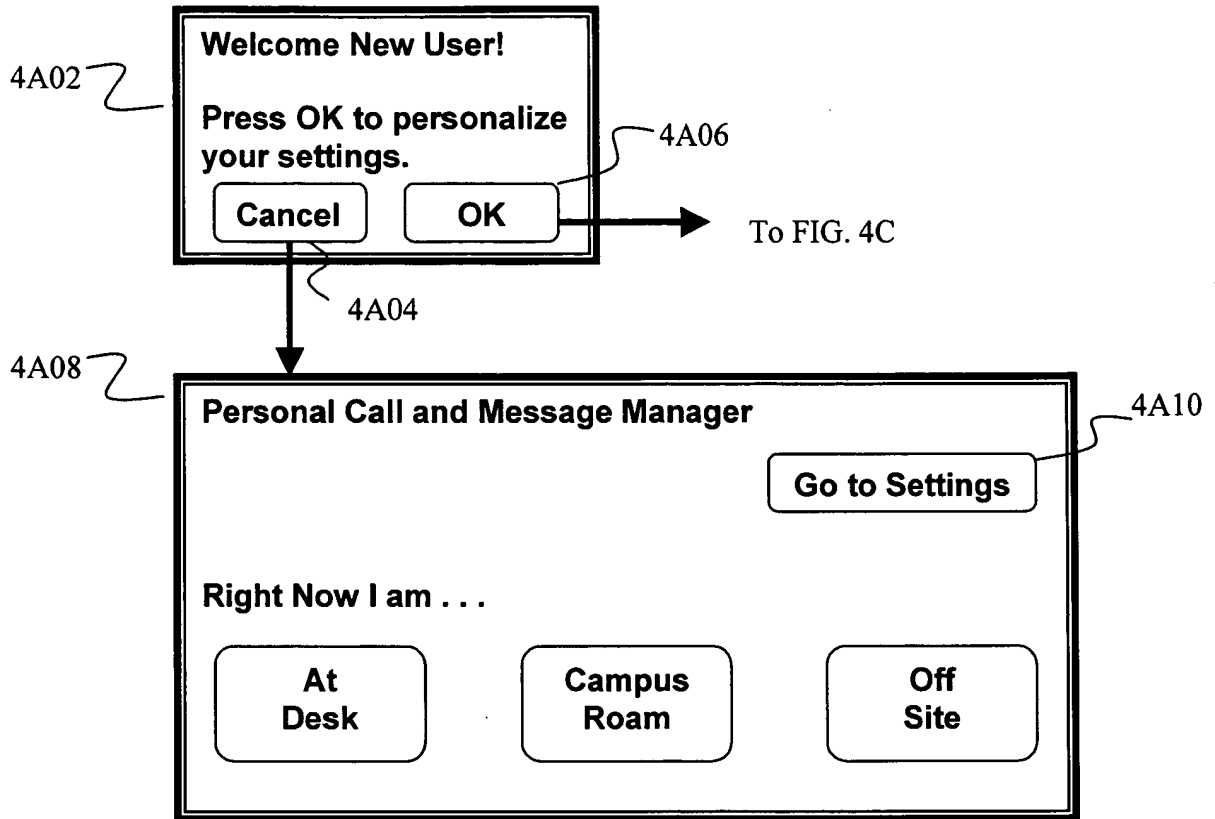 Welcome New User!
4A02
Press OK to personalize
your settings.
4A06
Cancel
OK
To FIG. 4C
4A04
4A08
Personal Call and Message Manager
4A10
Go to Settings
Right Now I am . . .
At
Desk
Campus
Roam
Off
Site